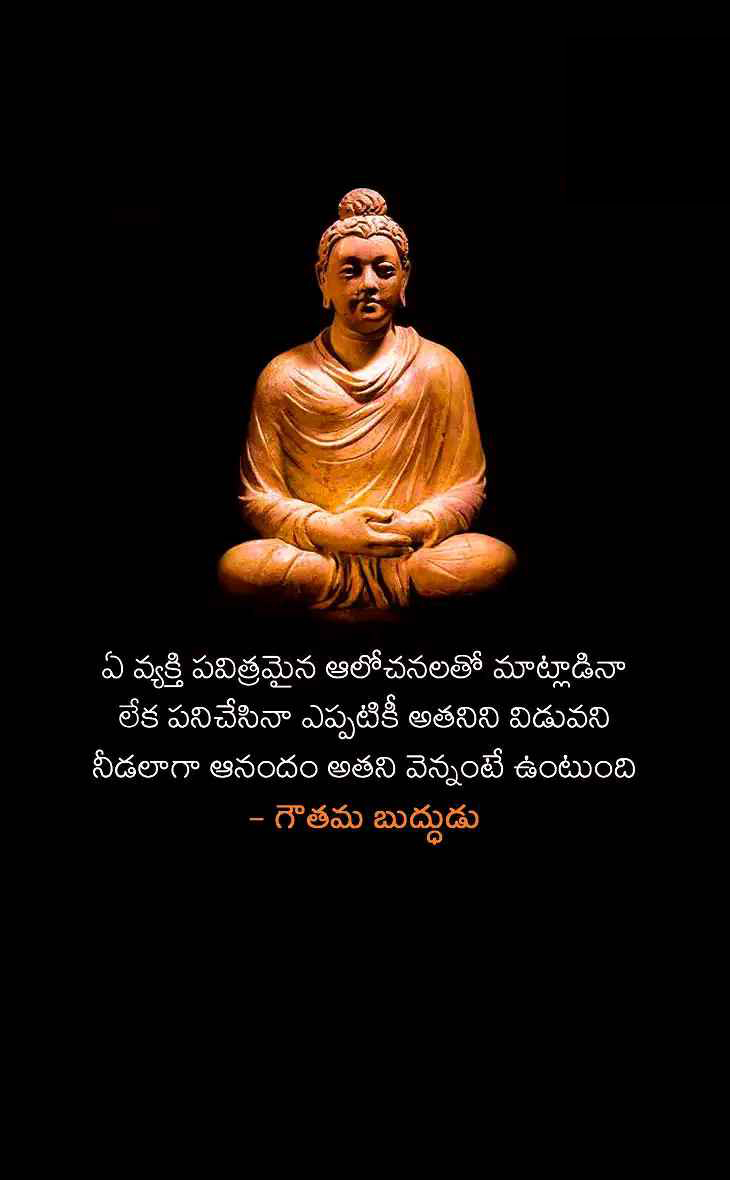 ఏ వ్యక్తి పవిత్రమైన ఆలోచనలతో మాట్లాడినా
లేక పనిచేసినా ఎప్పటికీ అతనిని విడువని
నీడలాగా ఆనందం అతని వెన్నంటే ఉంటుంది
- గౌతమ బుద్ధుడు